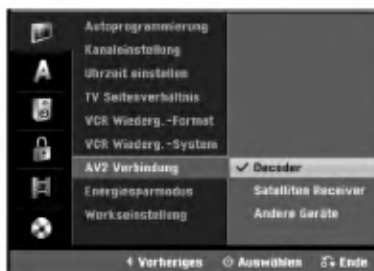 Autoprogrammierung
Kanaleinstellung
Uhrzeit einstellen
TV Seitenverhältnis
VCR Wiederg.-Format
VCR Wiederg.-System
AV2 Verbindung
✓ Decoder
Energiesparmodus
Satelliten Receiver
Werkseinstellung
Andere Geräte
Vorheriges Auswählen Ende